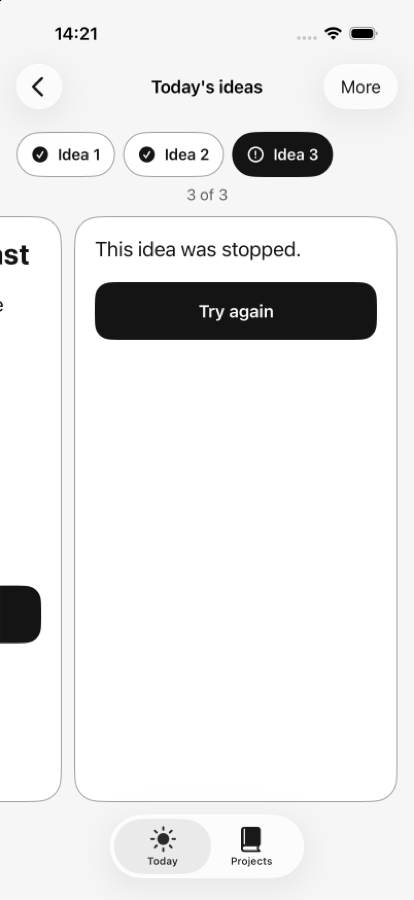 14:21
Today's ideas
More
Idea 1
Idea 2
Idea 3
3 of 3
This idea was stopped.
Try again
Today
Projects